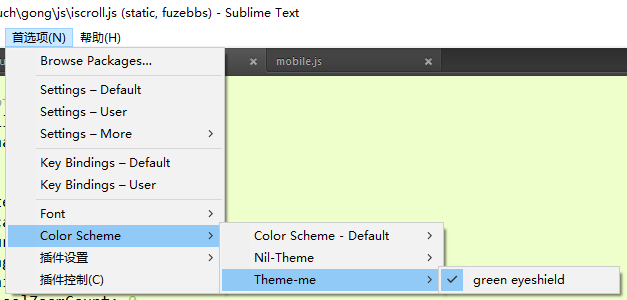 uch\gong\js\iscroll.js (static, fuzebbs) - Sublime Text
首选项(N) 帮助(H)
Browse Packages...
mobile.js
Settings – Default
Settings – User
Settings – More
Key Bindings – Default
Key Bindings – User
Font
Color Scheme
Color Scheme - Default
插件设置
Nil-Theme
插件控制(C)
Theme-me
green eyeshield